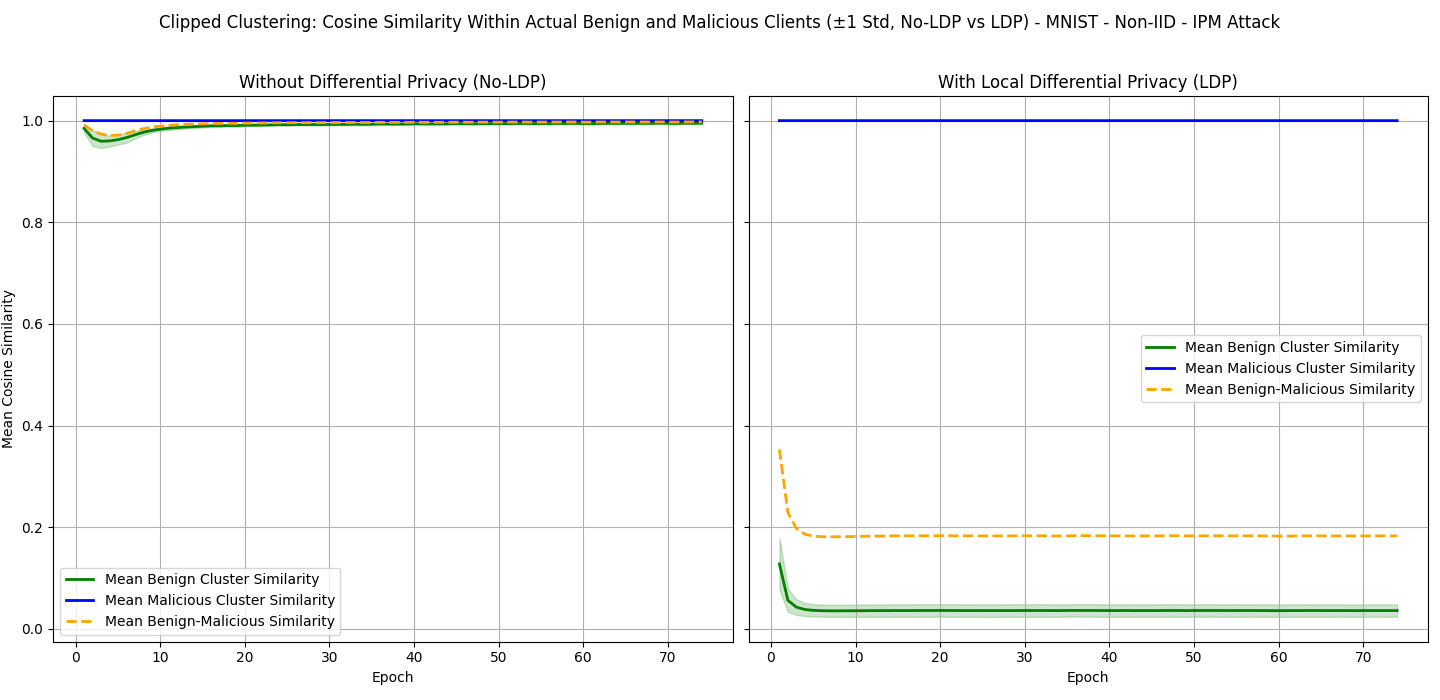 Clipped Clustering: Cosine Similarity Within Actual Benign and Malicious Clients (±1 Std, No-LDP vs LDP) - MNIST - Non-IID - IPM Attack
Without Differential Privacy (No-LDP)
Mean Cosine Similarity
1.0
0.8
0.6
0.4
0.2
0.0
Mean Benign Cluster Similarity
Mean Malicious Cluster Similarity
Mean Benign-Malicious Similarity
0 10 20 30 40 50 60 70
Epoch
With Local Differential Privacy (LDP)
Mean Benign Cluster Similarity
Mean Malicious Cluster Similarity
Mean Benign-Malicious Similarity
0 10 20 30 40 50 60 70
Epoch